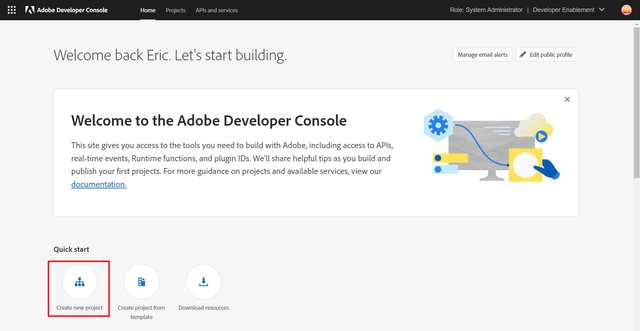 Adobe Developer Console Home Projects APIs and services Role: System Administrator | Developer Enablement
Welcome back Eric. Let's start building.
Manage email alerts Edit public profile
Welcome to the Adobe Developer Console
This site gives you access to the tools you need to build with Adobe, including access to APIs,
real-time events, Runtime functions, and plugin IDs. We'll share helpful tips as you build and
publish your first projects. For more guidance on projects and available services, view our
documentation.
Quick start
Create new project Create project from Download resources
template